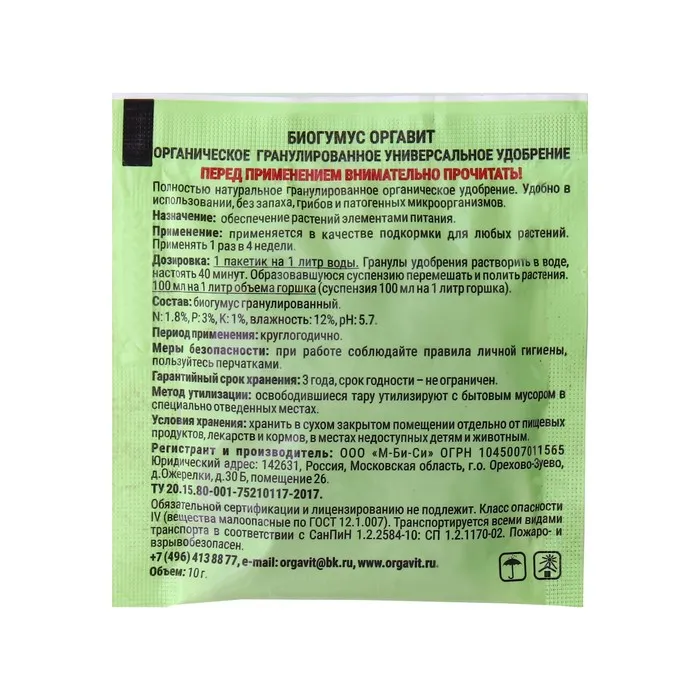 БИОГУМУС ОРГАВИТ
ОРГАНИЧЕСКОЕ ГРАНУЛИРОВАННОЕ УНИВЕРСАЛЬНОЕ УДОБРЕНИЕ
ПЕРЕД ПРИМЕНЕНИЕМ ВНИМАТЕЛЬНО ПРОЧИТАТЬ!
Полностью натуральное гранулированное органическое удобрение. Удобно в
использовании, без запаха, грибов и патогенных микроорганизмов.
Назначение: обеспечение растений элементами питания.
Применение: применяется в качестве подкормки для любых растений.
Применять 1 раз в 4 недели.
Дозировка: 1 пакетик на 1 литр воды. Гранулы удобрения растворить в воде,
настоять 40 минут. Образовавшуюся суспензию перемешать и полить растения.
100 мл на 1 литр объема горшка (суспензия 100 мл на 1 литр горшка).
Состав: биогумус гранулированный.
N: 1.8%, P: 3%, K: 1%, влажность: 12%, pH: 5.7.
Период применения: круглогодично.
Меры безопасности: при работе соблюдайте правила личной гигиены,
пользуйтесь перчатками.
Гарантийный срок хранения: 3 года, срок годности – не ограничен.
Метод утилизации: освободившиеся тару утилизируют с бытовым мусором в
специально отведенных местах.
Условия хранения: хранить в сухом закрытом помещении отдельно от пищевых
продуктов, лекарств и кормов, в местах недоступных детям и животным.
Регистрант и производитель: ООО «М-Би-Си» ОГРН 1045007011565
Юридический адрес: 142631, Россия, Московская область, г.о. Орехово-Зуево,
д.Ожерелки, д.30 Б, помещение 26.
ТУ 20.15.80-001-75210117-2017.
Обязательной сертификации и лицензированию не подлежит. Класс опасности
IV (вещества малоопасные по ГОСТ 12.1.007). Транспортируется всеми видами
транспорта в соответствии с СанПиН 1.2.2584-10: СП 1.2.1170-02. Пожаро- и
взрывобезопасен.
+7 (496) 413 88 77, e-mail: orgavit@bk.ru, www.orgavit.ru.
Объем: 10 г.